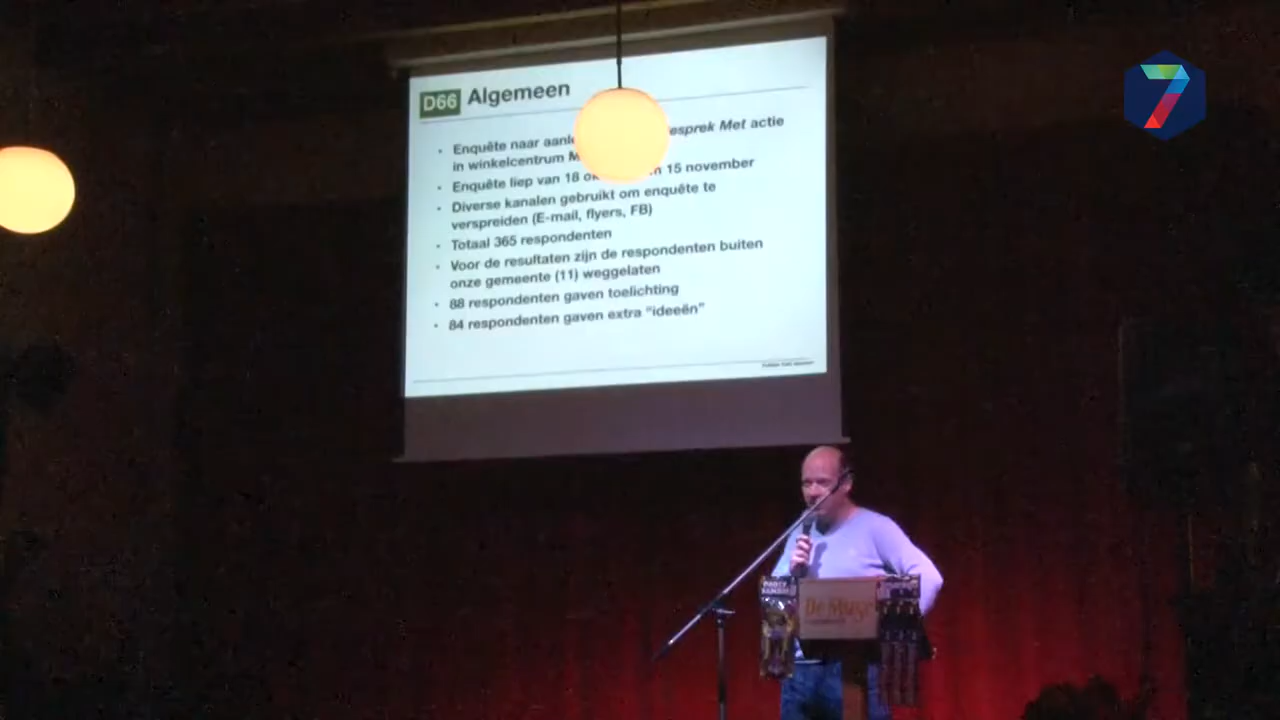 D66 Algemeen
• Enquête naar esprek Met actie
in winkelcentrum M
• Enquête liep van 18 15 november
• Diverse kanalen gebruikt om enquête te
verspreiden (E-mail, flyers, FB)
• Totaal 365 respondenten
• Voor de resultaten zijn de respondenten buiten
onze gemeente (11) weggelaten
• 88 respondenten gaven toelichting
• 84 respondenten gaven extra “ideeën”
7
De